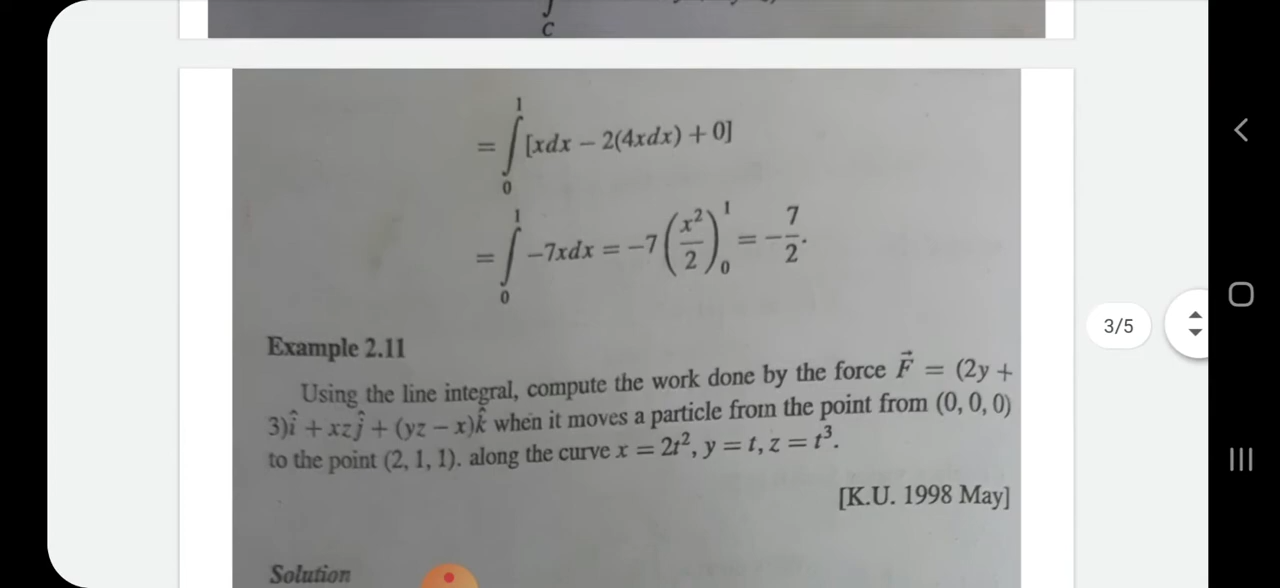 C
= ∫₀¹ [xdx − 2(4xdx) + 0]
= ∫₀¹ −7xdx = −7 (x²/2)₀¹ = −7/2.
Example 2.11
Using the line integral, compute the work done by the force F⃗ = (2y +
3)î + xzĵ + (yz − x)k̂ when it moves a particle from the point from (0, 0, 0)
to the point (2, 1, 1). along the curve x = 2t², y = t, z = t³.
[K.U. 1998 May]
Solution
3/5